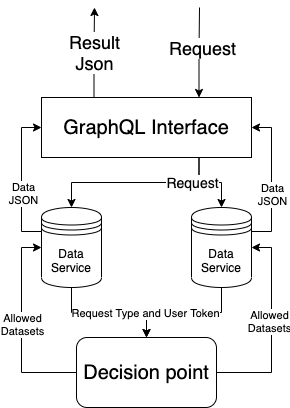 Result
Json
Request
GraphQL Interface
Request
Data
JSON
Data
JSON
Data
Service
Data
Service
Request Type and User Token
Allowed
Datasets
Allowed
Datasets
Decision point